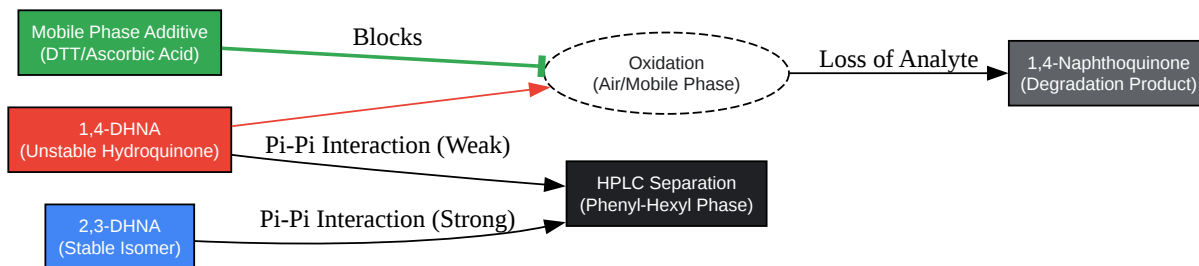 Mobile Phase Additive
(DTT/Ascorbic Acid)
Blocks
Oxidation
(Air/Mobile Phase)
Loss of Analyte
1,4-Naphthoquinone
(Degradation Product)
1,4-DHNA
(Unstable Hydroquinone)
Pi-Pi Interaction (Weak)
HPLC Separation
(Phenyl-Hexyl Phase)
2,3-DHNA
(Stable Isomer)
Pi-Pi Interaction (Strong)